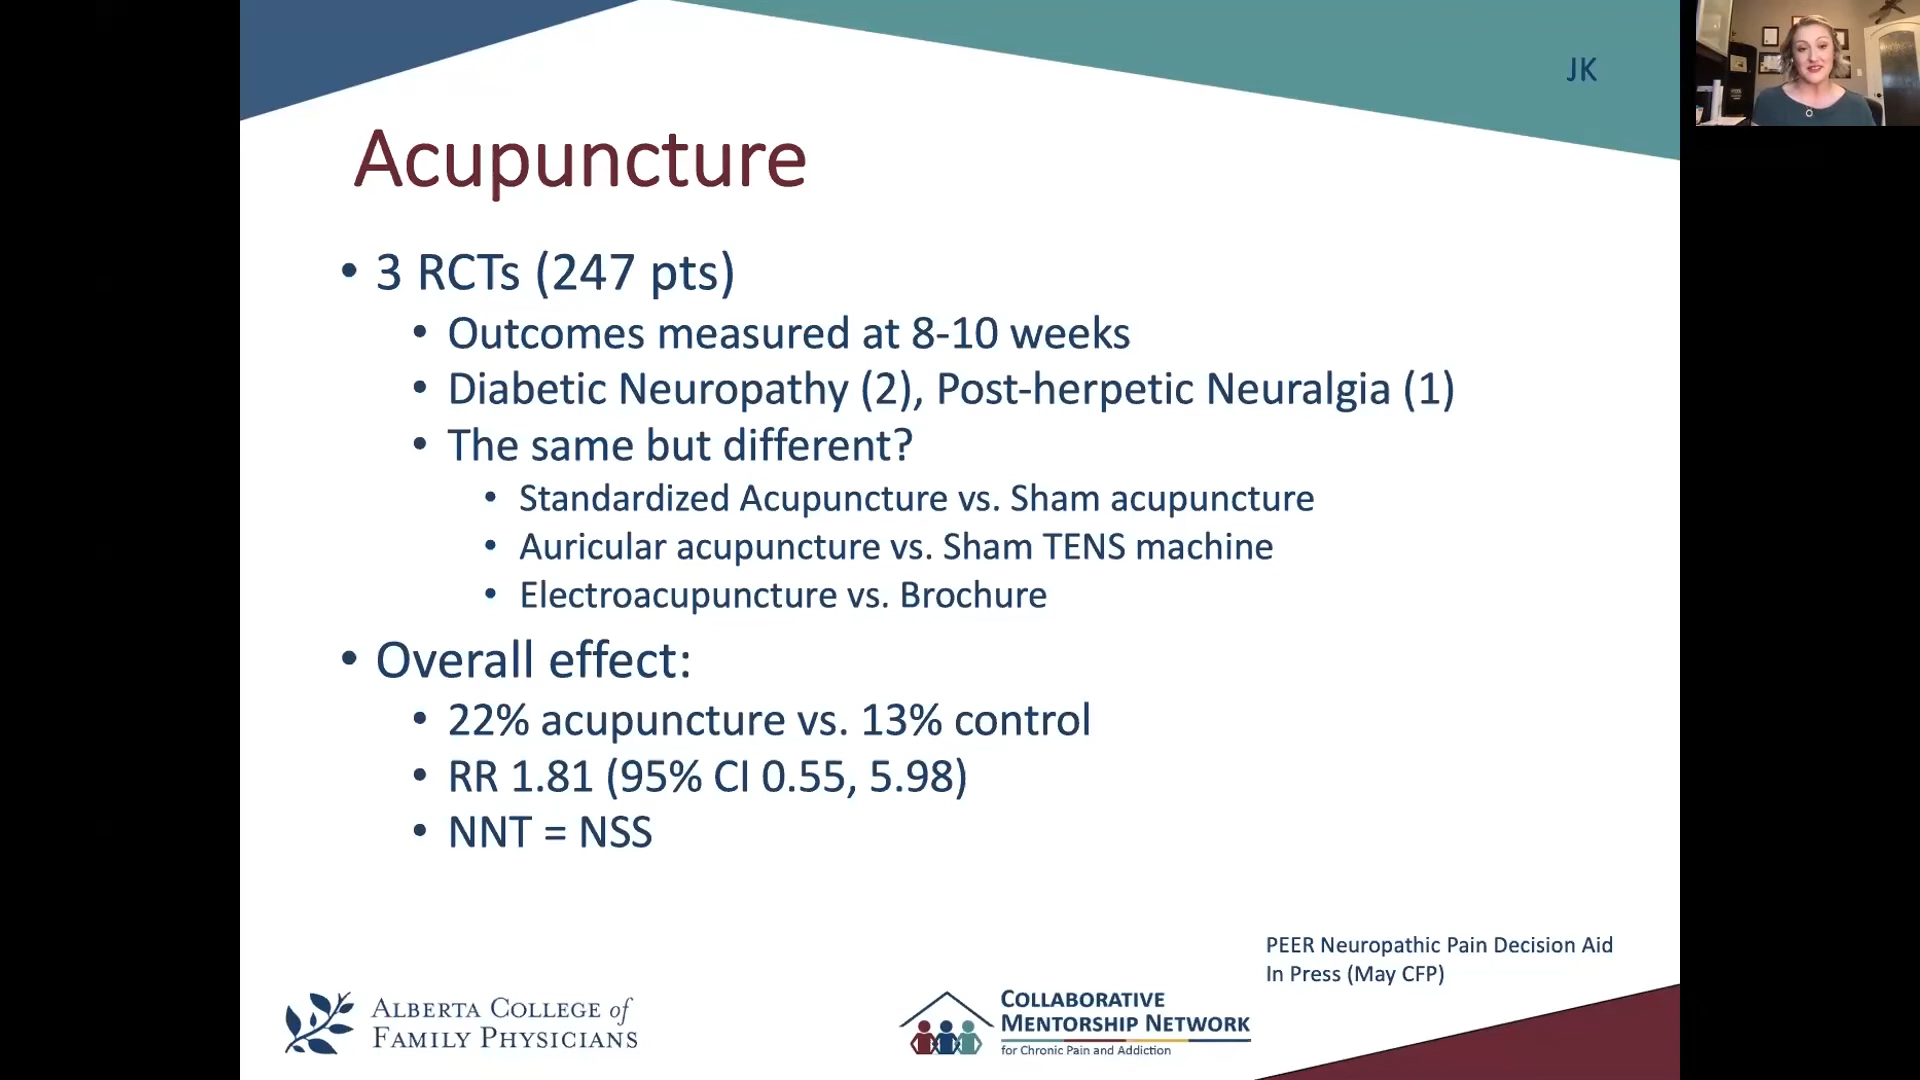 JK
Acupuncture
• 3 RCTs (247 pts)
• Outcomes measured at 8-10 weeks
• Diabetic Neuropathy (2), Post-herpetic Neuralgia (1)
• The same but different?
• Standardized Acupuncture vs. Sham acupuncture
• Auricular acupuncture vs. Sham TENS machine
• Electroacupuncture vs. Brochure
• Overall effect:
• 22% acupuncture vs. 13% control
• RR 1.81 (95% CI 0.55, 5.98)
• NNT = NSS
PEER Neuropathic Pain Decision Aid
In Press (May CFP)
ALBERTA COLLEGE of
FAMILY PHYSICIANS
COLLABORATIVE
MENTORSHIP NETWORK
for Chronic Pain and Addiction